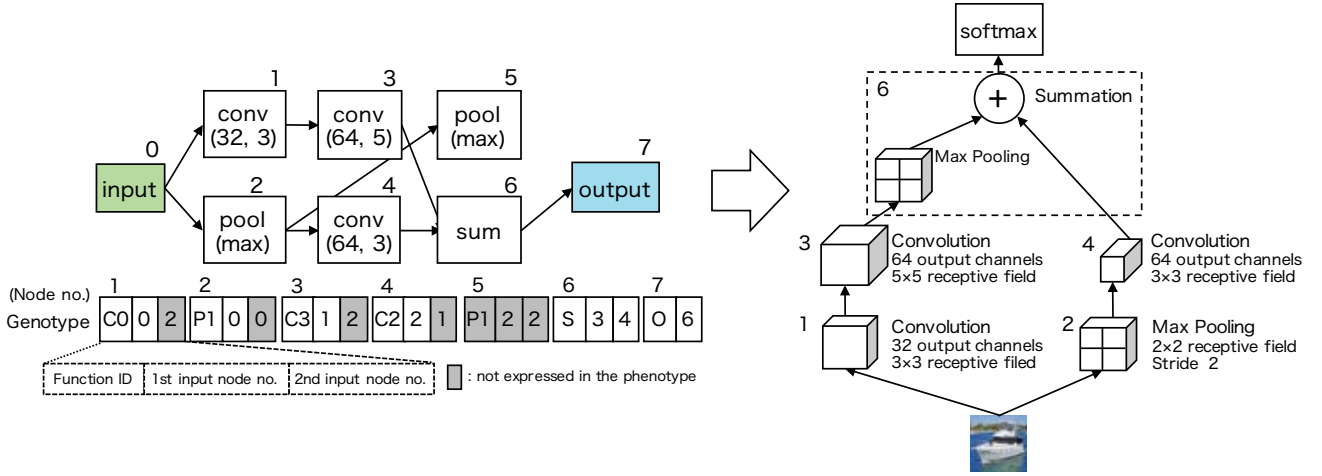 0
input
1
conv
(32, 3)
2
pool
(max)
3
conv
(64, 5)
4
conv
(64, 3)
5
pool
(max)
6
sum
7
output
(Node no.)
Genotype
1 2 3 4 5 6 7
C0 0 2 P1 0 0 C3 1 2 C2 2 1 P1 2 2 S 3 4 O 6
Function ID 1st input node no. 2nd input node no.
: not expressed in the phenotype
softmax
6
+
Summation
Max Pooling
3
Convolution
64 output channels
5×5 receptive field
4
Convolution
64 output channels
3×3 receptive field
1
Convolution
32 output channels
3×3 receptive filed
2
Max Pooling
2×2 receptive field
Stride 2